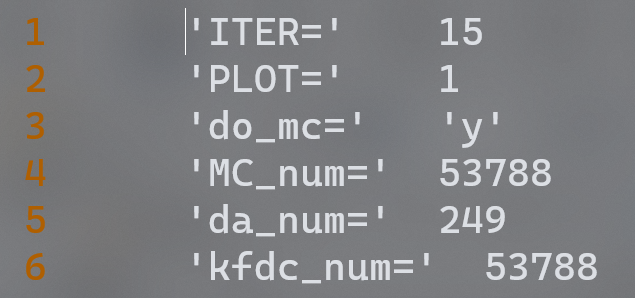 1 'ITER=' 15
2 'PLOT=' 1
3 'do_mc=' 'y'
4 'MC_num=' 53788
5 'da_num=' 249
6 'kfdc_num=' 53788